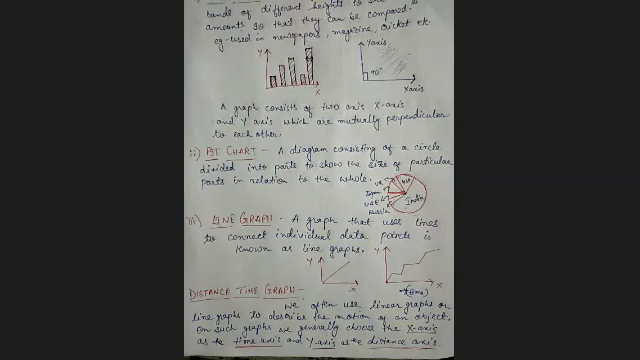 bands of different heights to
amounts so that they can be compared.
eg-used in newspapers, magazine, cricket etc
Y
X
Y axis
90°
X axis
A graph consists of two axis X-axis
and Y axis which are mutually perpendicular
to each other.
ii) PIE CHART - A diagram consisting of a circle
divided into parts to show the size of particular
parts in relation to the whole.
UK
Japan
UAE
Russia
India
iii) LINE GRAPH - A graph that uses lines
to connect individual data points is
known as line graphs.
Y
X
Y
X
(time)
DISTANCE TIME GRAPH -
We often use linear graphs or
line graphs to describe the motion of an object.
On such graphs we generally choose the X-axis
as the time axis and Y-axis as the distance axis.